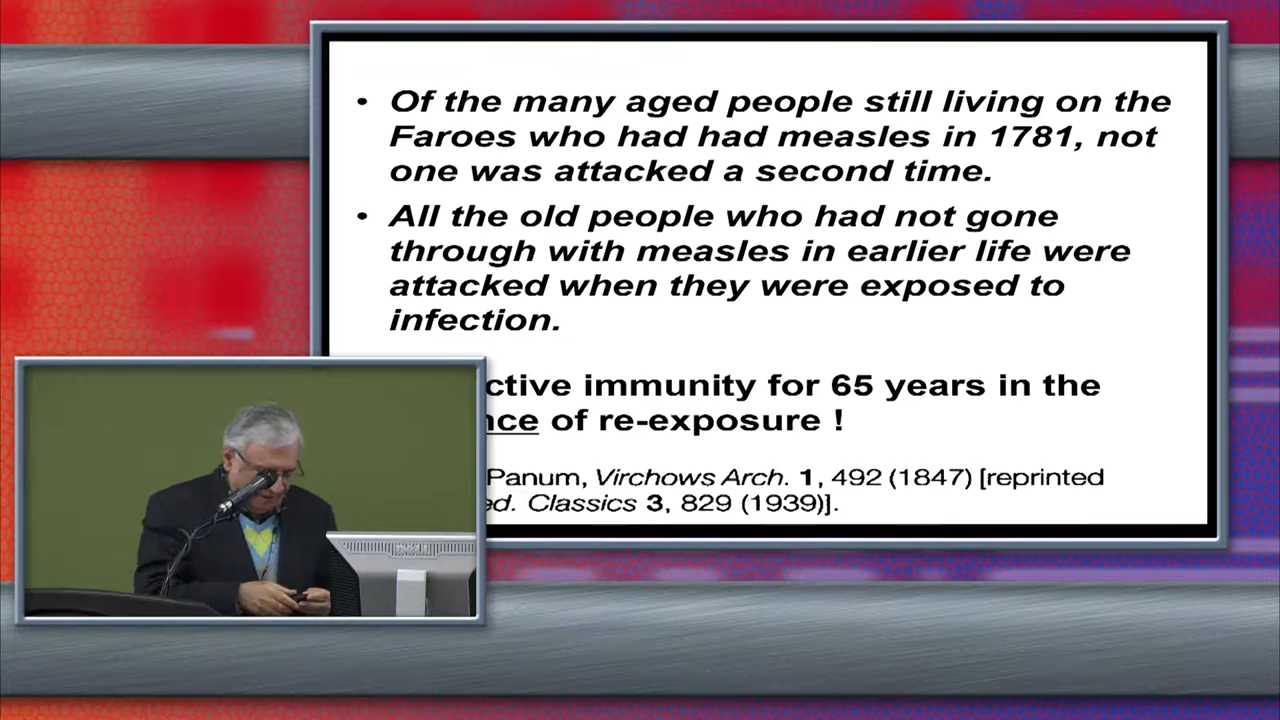 • Of the many aged people still living on the
Faroes who had had measles in 1781, not
one was attacked a second time.
• All the old people who had not gone
through with measles in earlier life were
attacked when they were exposed to
infection.
ctive immunity for 65 years in the
nce of re-exposure !
Panum, Virchows Arch. 1, 492 (1847) [reprinted
ed. Classics 3, 829 (1939)].